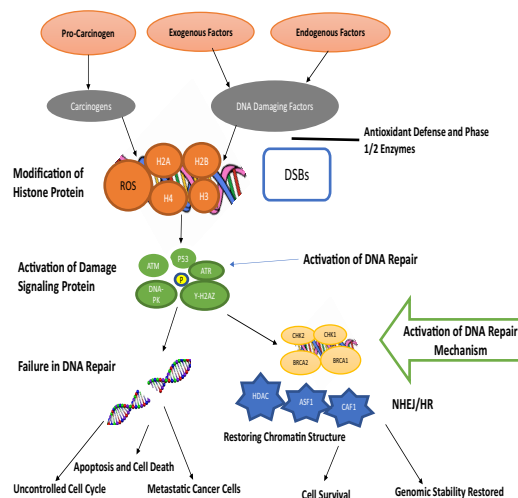 Pro-Carcinogen
Exogenous Factors
Endogenous Factors
Carcinogens
DNA Damaging Factors
Antioxidant Defense and Phase
1/2 Enzymes
Modification of
Histone Protein
ROS
H2A
H2B
H4
H3
DSBs
Activation of Damage
Signaling Protein
ATM
P53
ATR
P
DNA-
PK
Y-H2AZ
Activation of DNA Repair
CHK2
CHK1
BRCA2
BRCA1
Activation of DNA Repair
Mechanism
Failure in DNA Repair
HDAC
ASF1
CAF1
NHEJ/HR
Restoring Chromatin Structure
Apoptosis and Cell Death
Uncontrolled Cell Cycle
Metastatic Cancer Cells
Cell Survival
Genomic Stability Restored